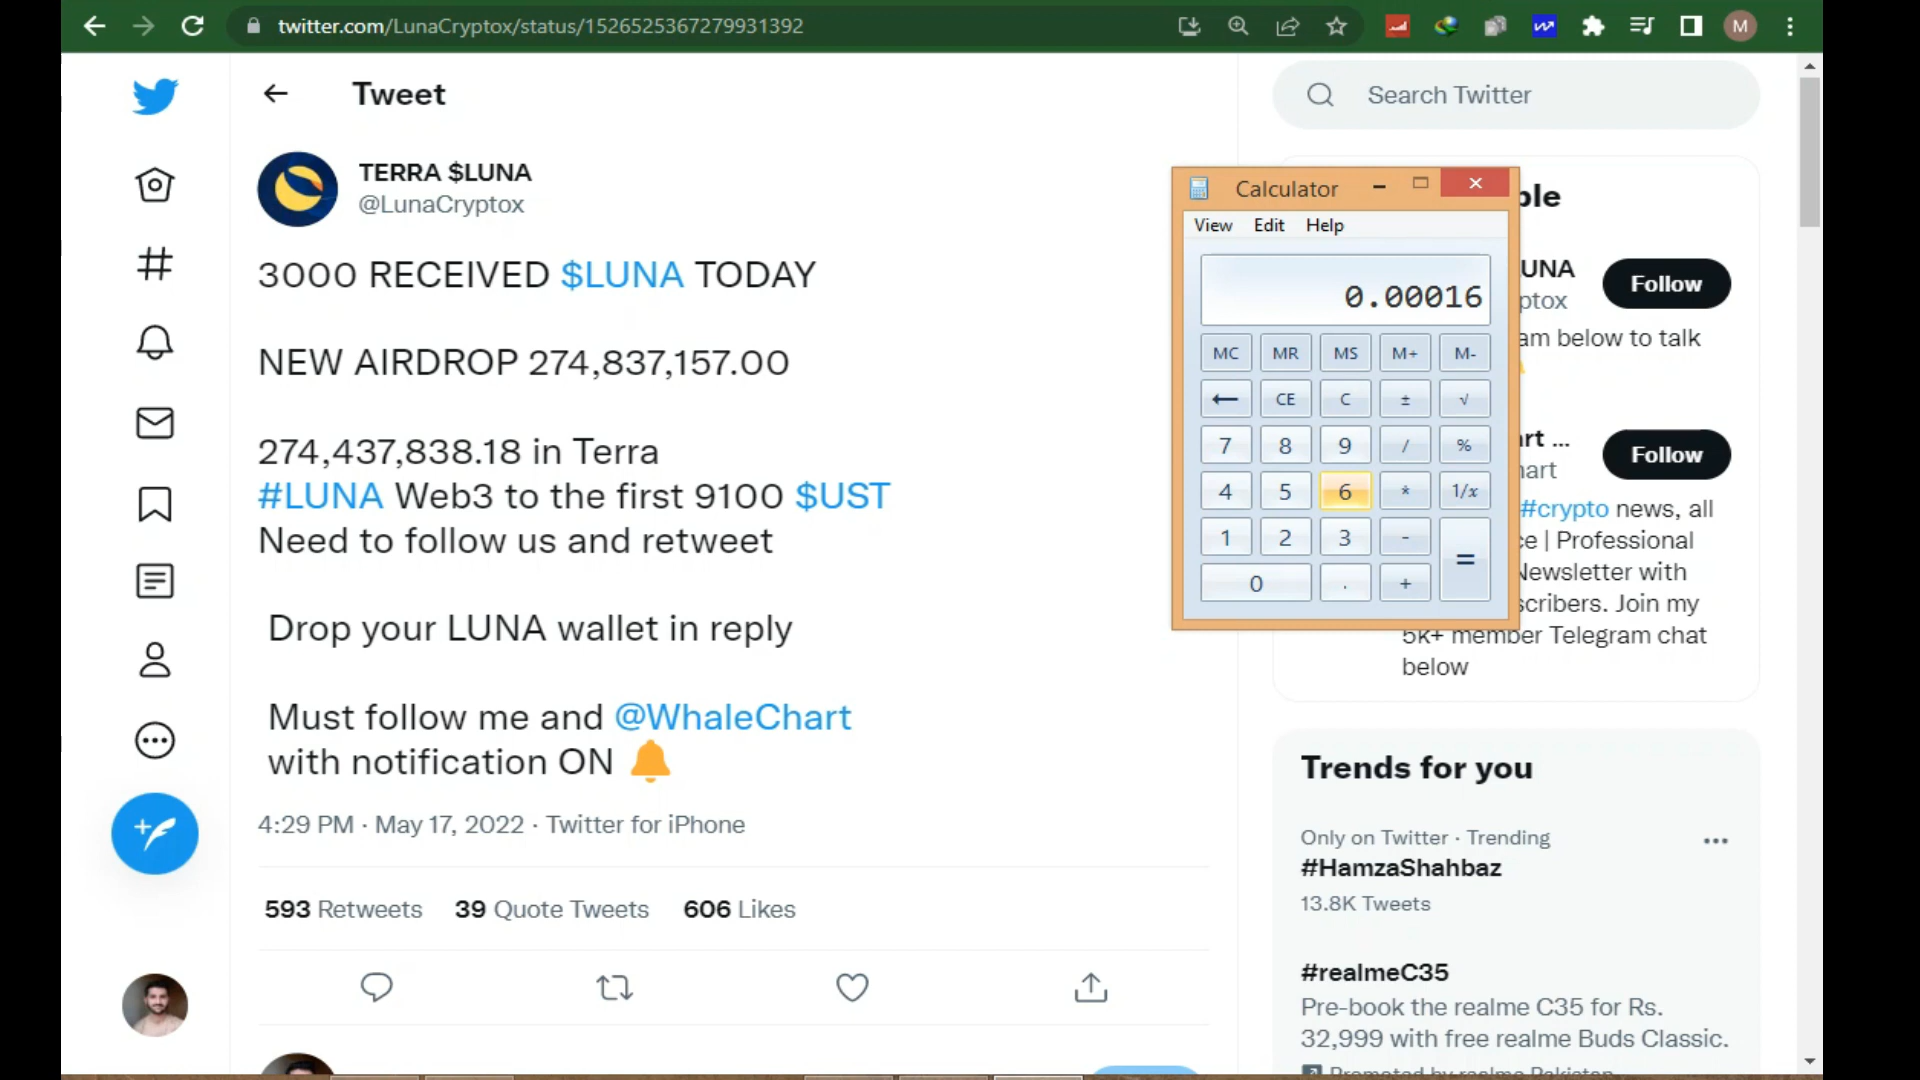 twitter.com/LunaCryptox/status/1526525367279931392
M
Tweet
Search Twitter
TERRA $LUNA
@LunaCryptox
3000 RECEIVED $LUNA TODAY
NEW AIRDROP 274,837,157.00
274,437,838.18 in Terra
#LUNA Web3 to the first 9100 $UST
Need to follow us and retweet
Drop your LUNA wallet in reply
Must follow me and @WhaleChart
with notification ON
4:29 PM · May 17, 2022 · Twitter for iPhone
593 Retweets 39 Quote Tweets 606 Likes
Calculator
View Edit Help
0.00016
MC MR MS M+ M-
← CE C ± √
7 8 9 / %
4 5 6 * 1/x
1 2 3 - =
0 . +
Follow
am below to talk
Follow
#crypto news, all
| Professional
Newsletter with
Join my
5k+ member Telegram chat
below
Trends for you
Only on Twitter · Trending
#HamzaShahbaz
13.8K Tweets
#realmeC35
Pre-book the realme C35 for Rs.
32,999 with free realme Buds Classic.
Promoted by realme Pakistan